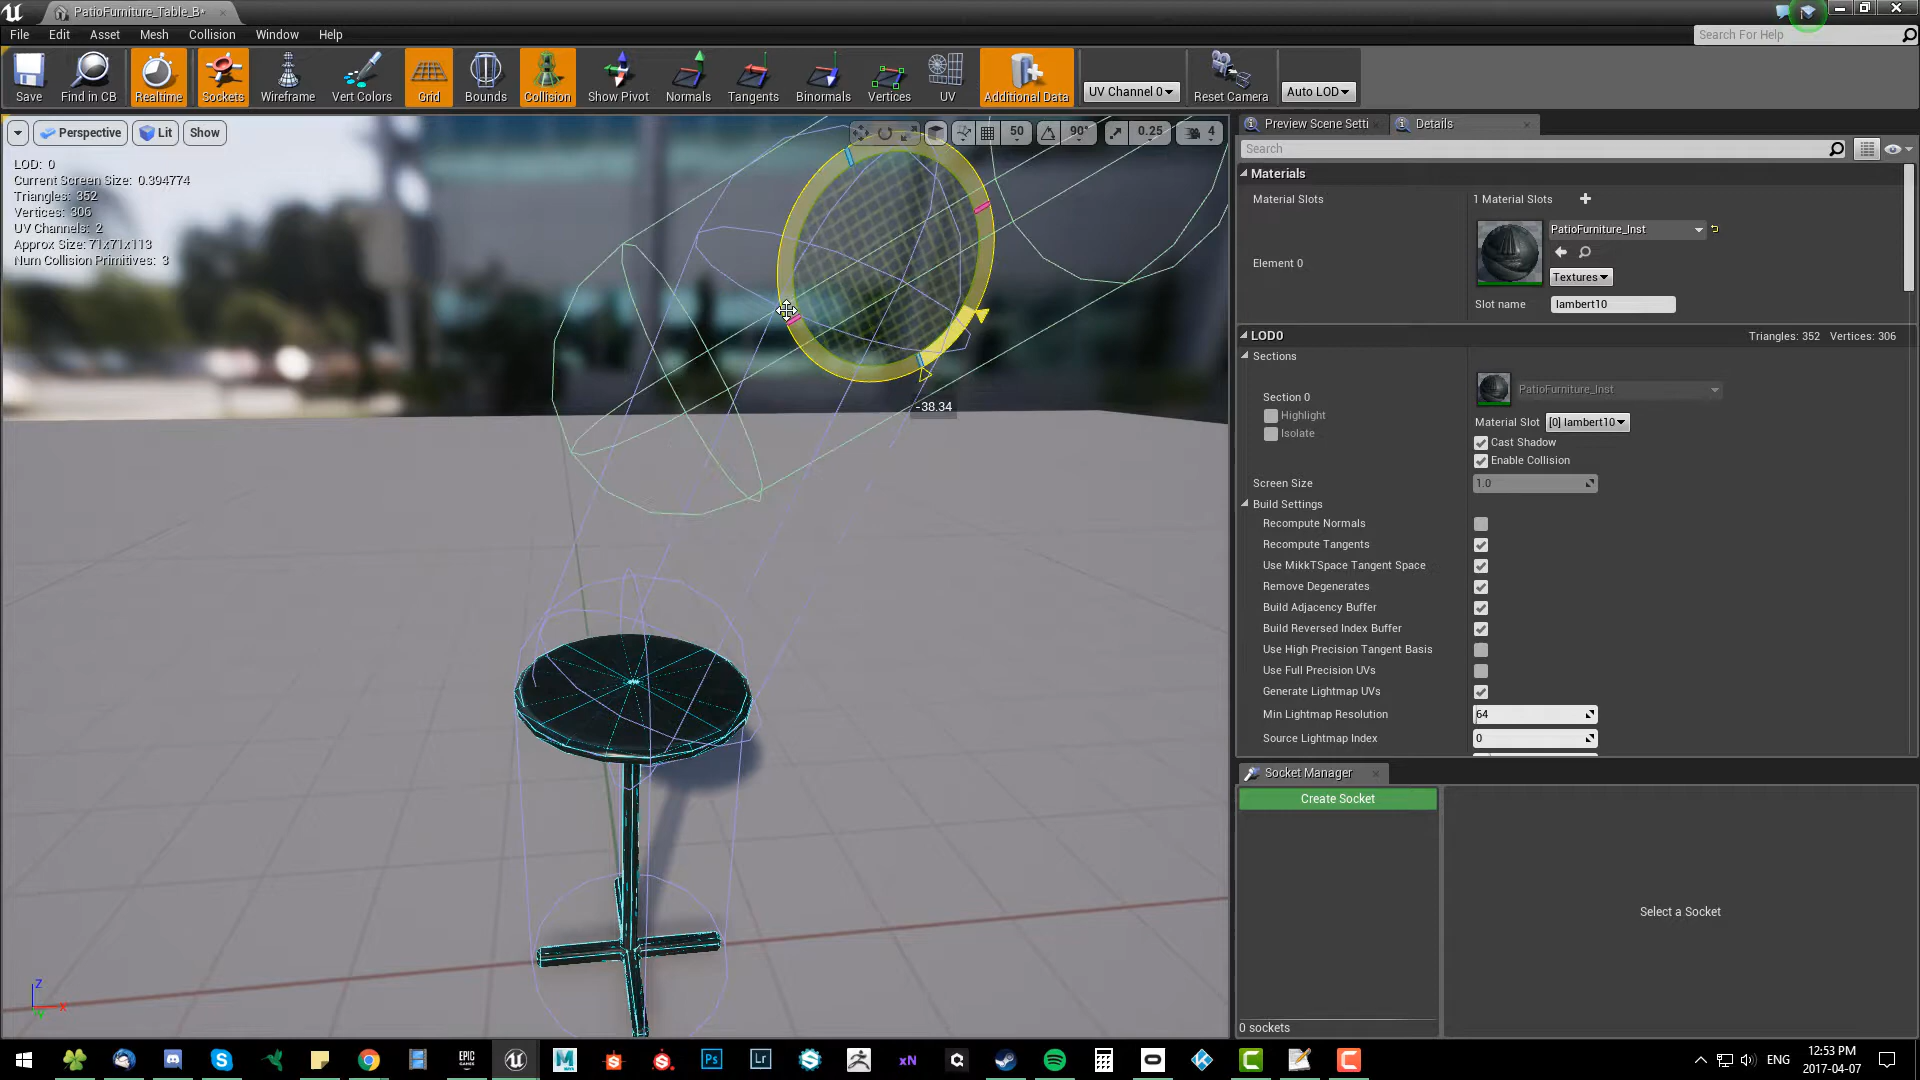 PatioFurniture_Table_B*
File Edit Asset Mesh Collision Window Help
Search For Help
Save Find in CB Realtime Sockets Wireframe Vert Colors Grid Bounds Collision Show Pivot Normals Tangents Binormals Vertices UV Additional Data UV Channel 0 Reset Camera Auto LOD
Perspective Lit Show 50 90° 0.25 4
LOD: 0
Current Screen Size: 0.394774
Triangles: 352
Vertices: 306
UV Channels: 2
Approx Size: 71x71x113
Num Collision Primitives: 3
-38.34
Z
X
Y
Preview Scene Setti Details
Search
Materials
Material Slots 1 Material Slots
Element 0
PatioFurniture_Inst
Textures
Slot name lambert10
LOD0 Triangles: 352 Vertices: 306
Sections
Section 0
PatioFurniture_Inst
Highlight
Isolate
Material Slot [0] lambert10
Cast Shadow
Enable Collision
Screen Size 1.0
Build Settings
Recompute Normals
Recompute Tangents
Use MikkTSpace Tangent Space
Remove Degenerates
Build Adjacency Buffer
Build Reversed Index Buffer
Use High Precision Tangent Basis
Use Full Precision UVs
Generate Lightmap UVs
Min Lightmap Resolution 64
Source Lightmap Index 0
Socket Manager
Create Socket
Select a Socket
0 sockets
EPIC GAMES
M
Ps
Lr
xN
ENG
12:53 PM
2017-04-07